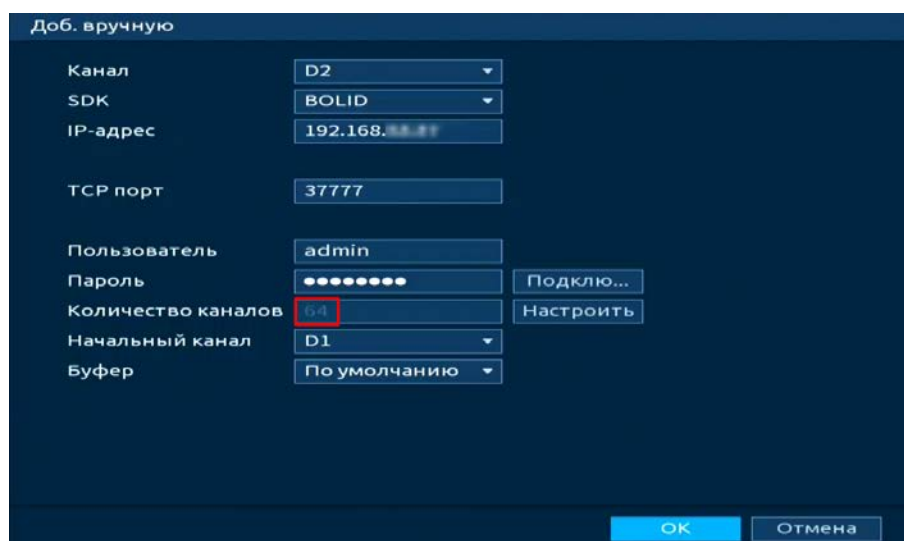 Доб. вручную
Канал D2
SDK BOLID
IP-адрес 192.168.
TCP порт 37777
Пользователь admin
Пароль ●●●●●●●● Подклю...
Количество каналов 64 Настроить
Начальный канал D1
Буфер По умолчанию
OK Отмена